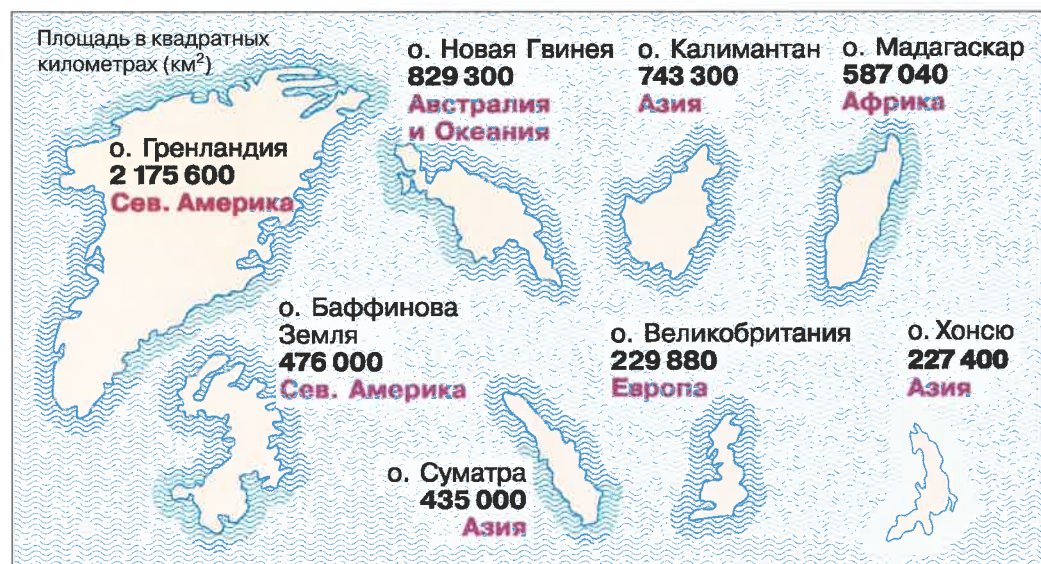 Площадь в квадратных
километрах (км²)
о. Гренландия
2 175 600
Сев. Америка
о. Новая Гвинея
829 300
Австралия
и Океания
о. Калимантан
743 300
Азия
о. Мадагаскар
587 040
Африка
о. Баффинова
Земля
476 000
Сев. Америка
о. Суматра
435 000
Азия
о. Великобритания
229 880
Европа
о. Хонсю
227 400
Азия